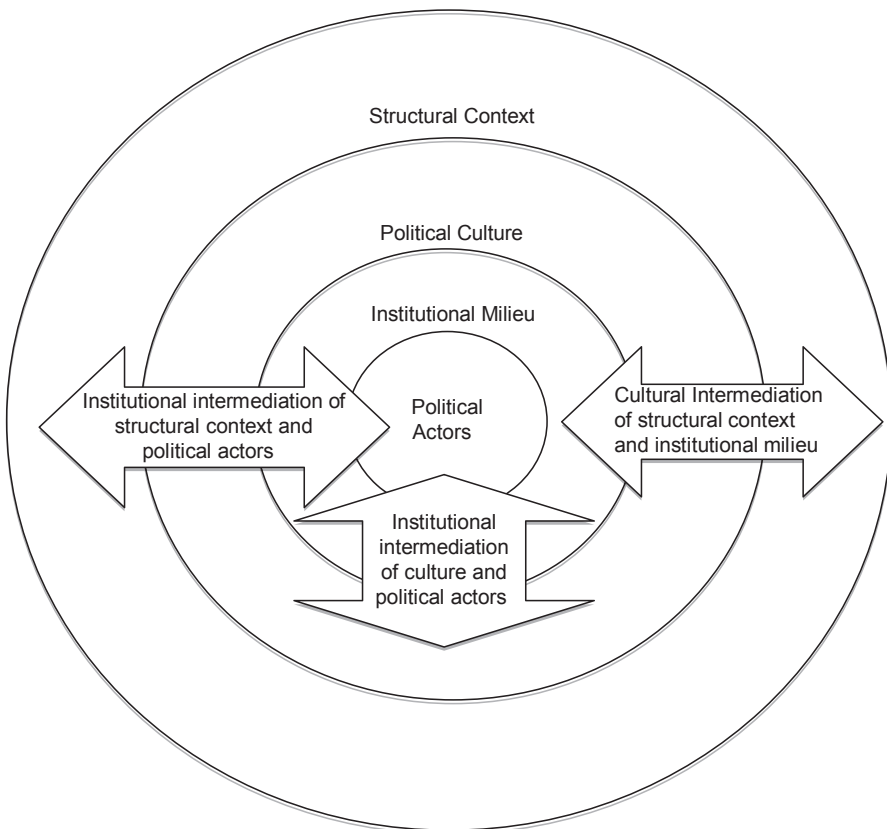 Structural Context
Political Culture
Institutional Milieu
Political
Actors
Institutional intermediation of
structural context and
political actors
Cultural Intermediation
of structural context
and institutional milieu
Institutional
intermediation
of culture and
political actors